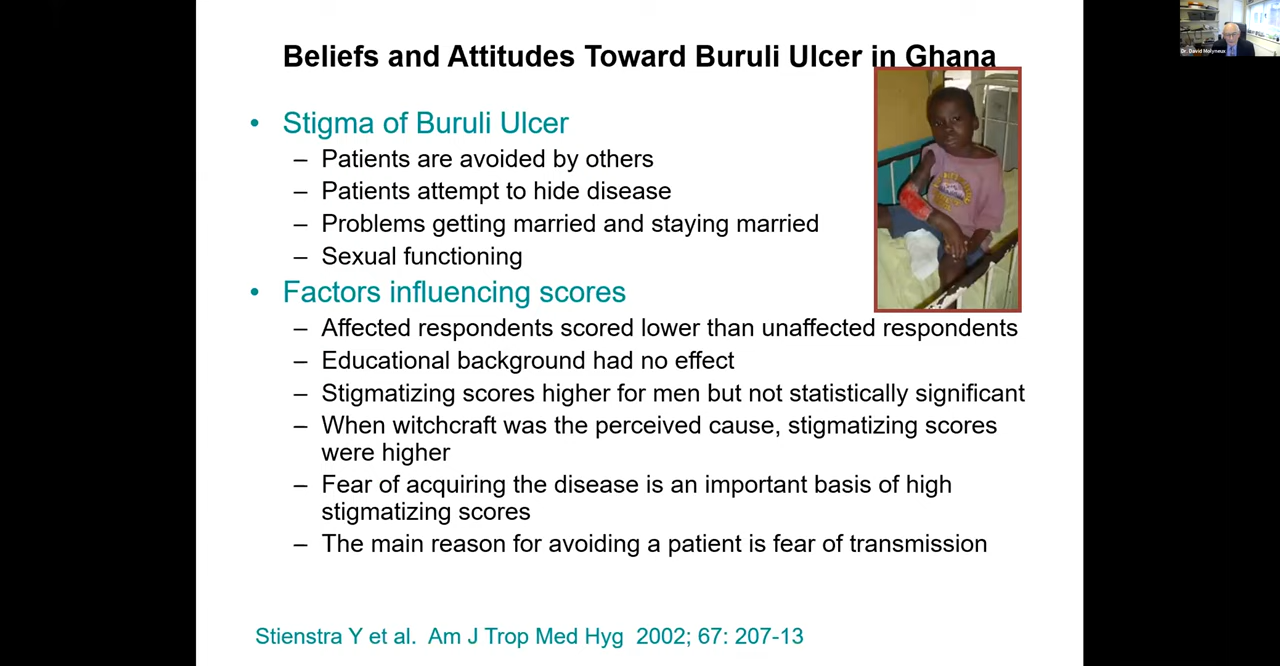 Beliefs and Attitudes Toward Buruli Ulcer in Ghana
Dr. David Molyneux
• Stigma of Buruli Ulcer
– Patients are avoided by others
– Patients attempt to hide disease
– Problems getting married and staying married
– Sexual functioning
• Factors influencing scores
– Affected respondents scored lower than unaffected respondents
– Educational background had no effect
– Stigmatizing scores higher for men but not statistically significant
– When witchcraft was the perceived cause, stigmatizing scores
were higher
– Fear of acquiring the disease is an important basis of high
stigmatizing scores
– The main reason for avoiding a patient is fear of transmission
Stienstra Y et al. Am J Trop Med Hyg 2002; 67: 207-13